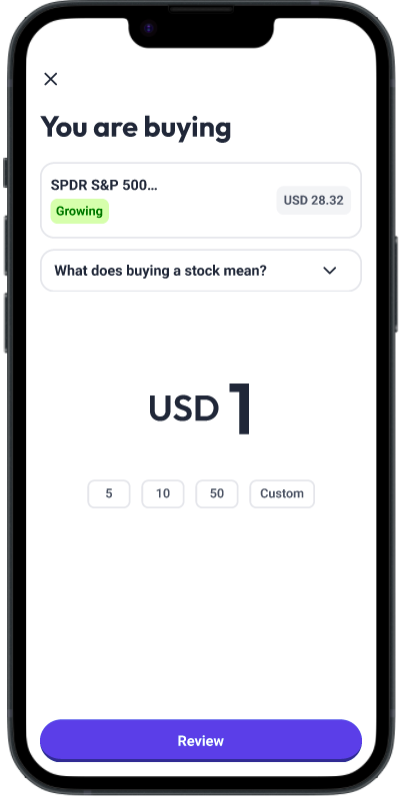 You are buying
SPDR S&P 500...
Growing
USD 28.32
What does buying a stock mean?
USD 1
5 10 50 Custom
Review